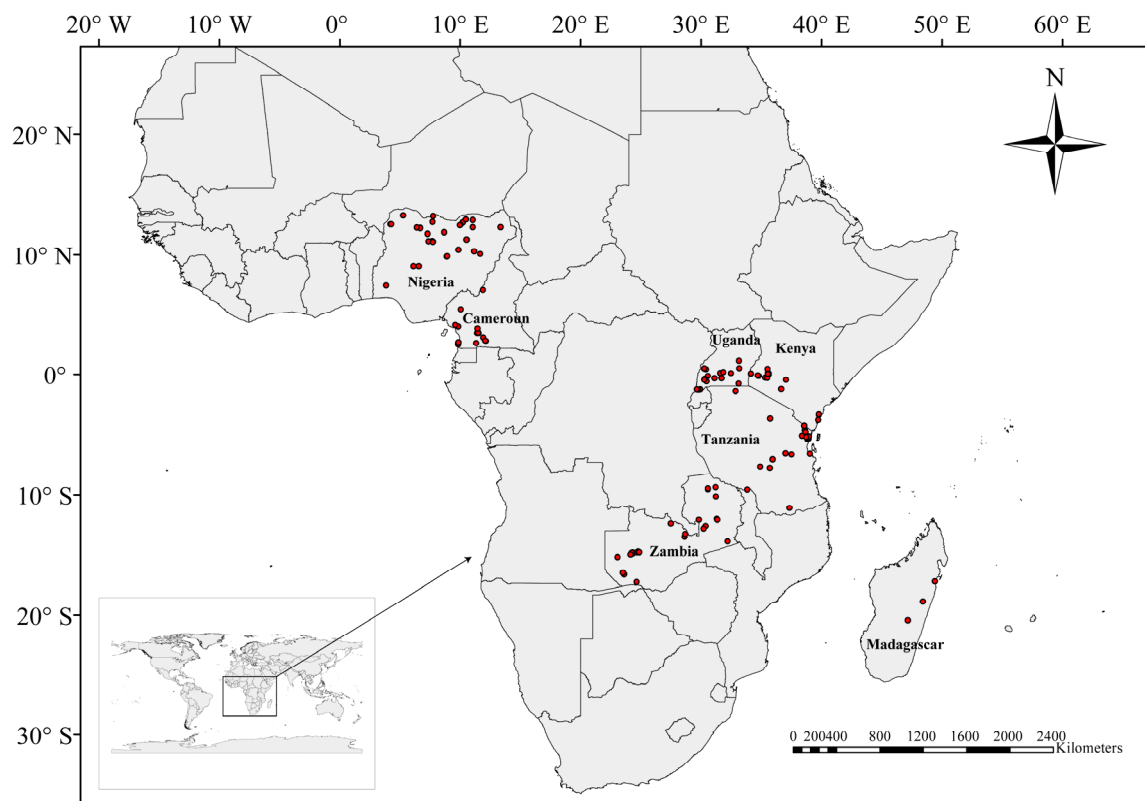 20° W 10° W 0° 10° E 20° E 30° E 40° E 50° E 60° E
N
20° N
10° N
Nigeria
Cameroun
Uganda
Kenya
0°
Tanzania
10° S
Zambia
20° S
Madagascar
30° S
0 200400 800 1200 1600 2000 2400
Kilometers